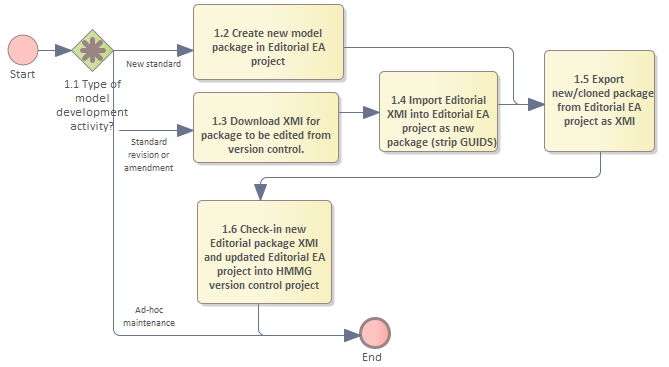 Start
1.1 Type of
model
development
activity?
New standard
1.2 Create new model
package in Editorial EA
project
Standard
revision or
amendment
1.3 Download XMI for
package to be edited from
version control.
1.4 Import Editorial
XMI into Editorial EA
project as new
package (strip GUIDS)
1.5 Export
new/cloned package
from Editorial EA
project as XMI
1.6 Check-in new
Editorial package XMI
and updated Editorial EA
project into HMMG
version control project
Ad-hoc
maintenance
End